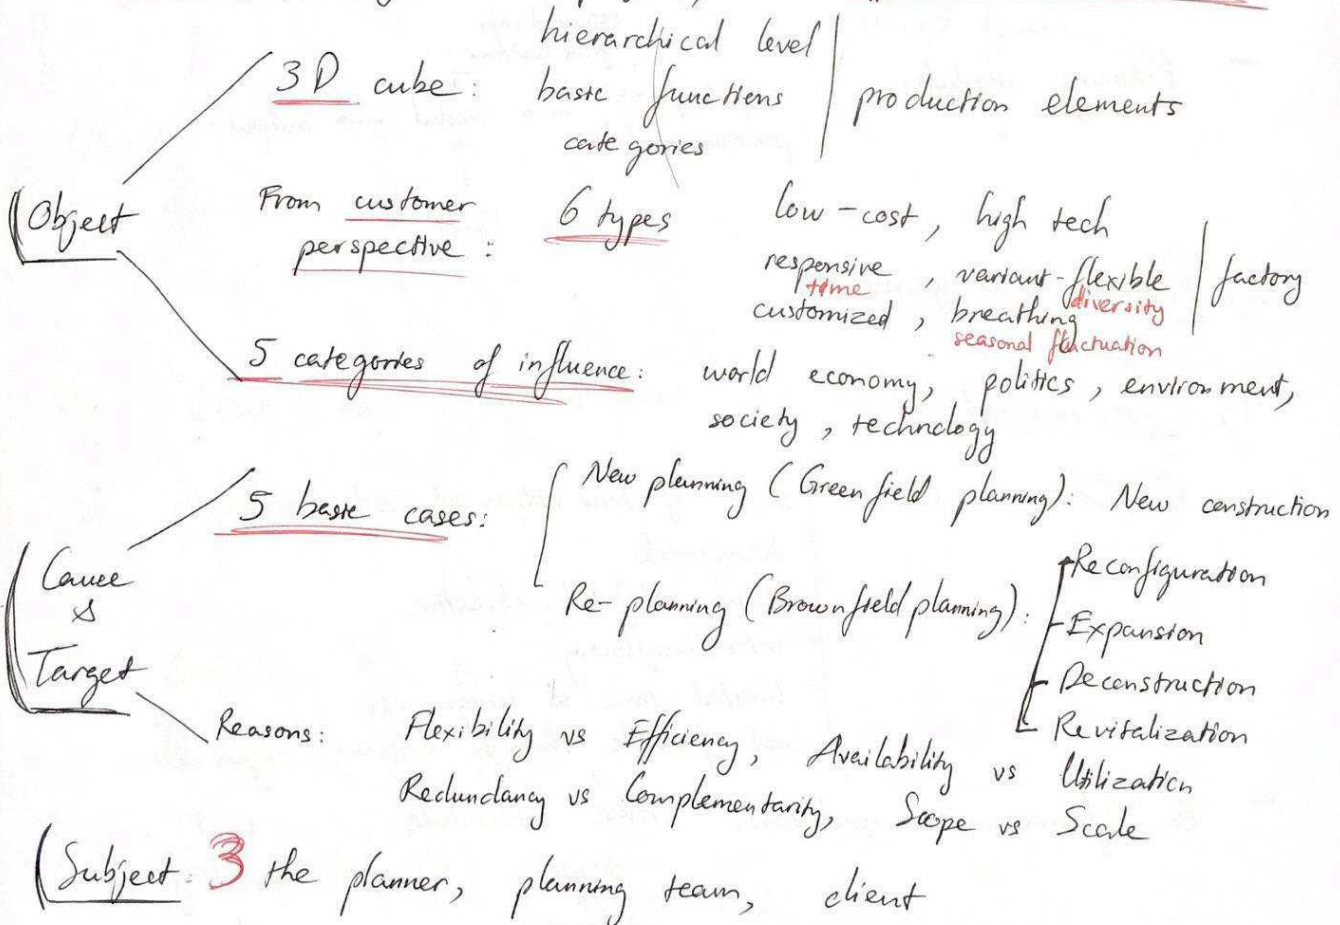 hierarchical level
3D cube: basic functions | production elements
categories
Object
From customer perspective: 6 types
low-cost, high tech
responsive, variant-flexible | factory
time
diversity
customized, breathing
seasonal fluctuation
5 categories of influence: world economy, politics, environment,
society, technology
5 basic cases:
New planning (Greenfield planning): New construction
Cause
&
Target
Re-planning (Brownfield planning):
Reconfiguration
Expansion
Deconstruction
Revitalization
Reasons: Flexibility vs Efficiency, Availability vs Utilization
Redundancy vs Complementarity, Scope vs Scale
Subject: 3 the planner, planning team, client